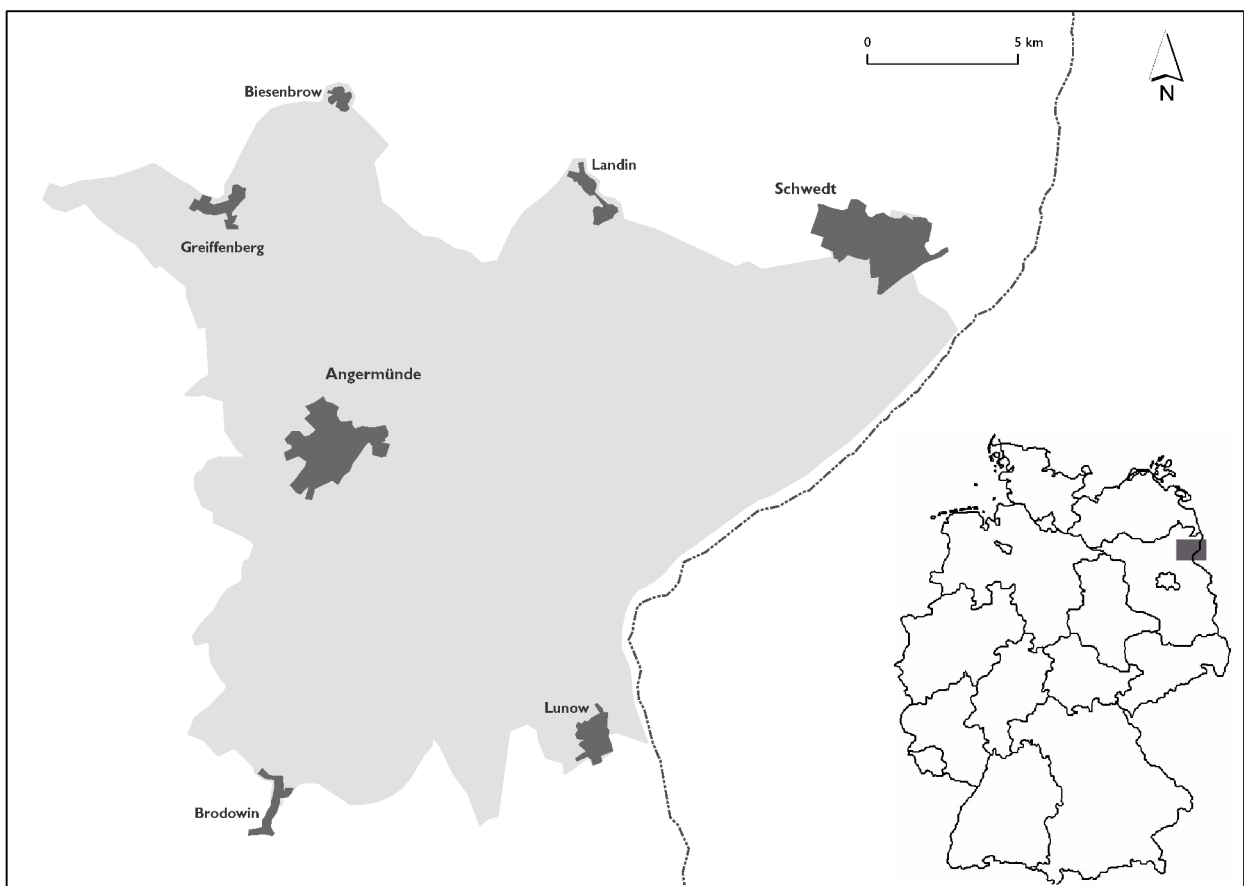 0 5 km
N
Biesenbrow
Landin
Schwedt
Greiffenberg
Angermünde
Lunow
Brodowin